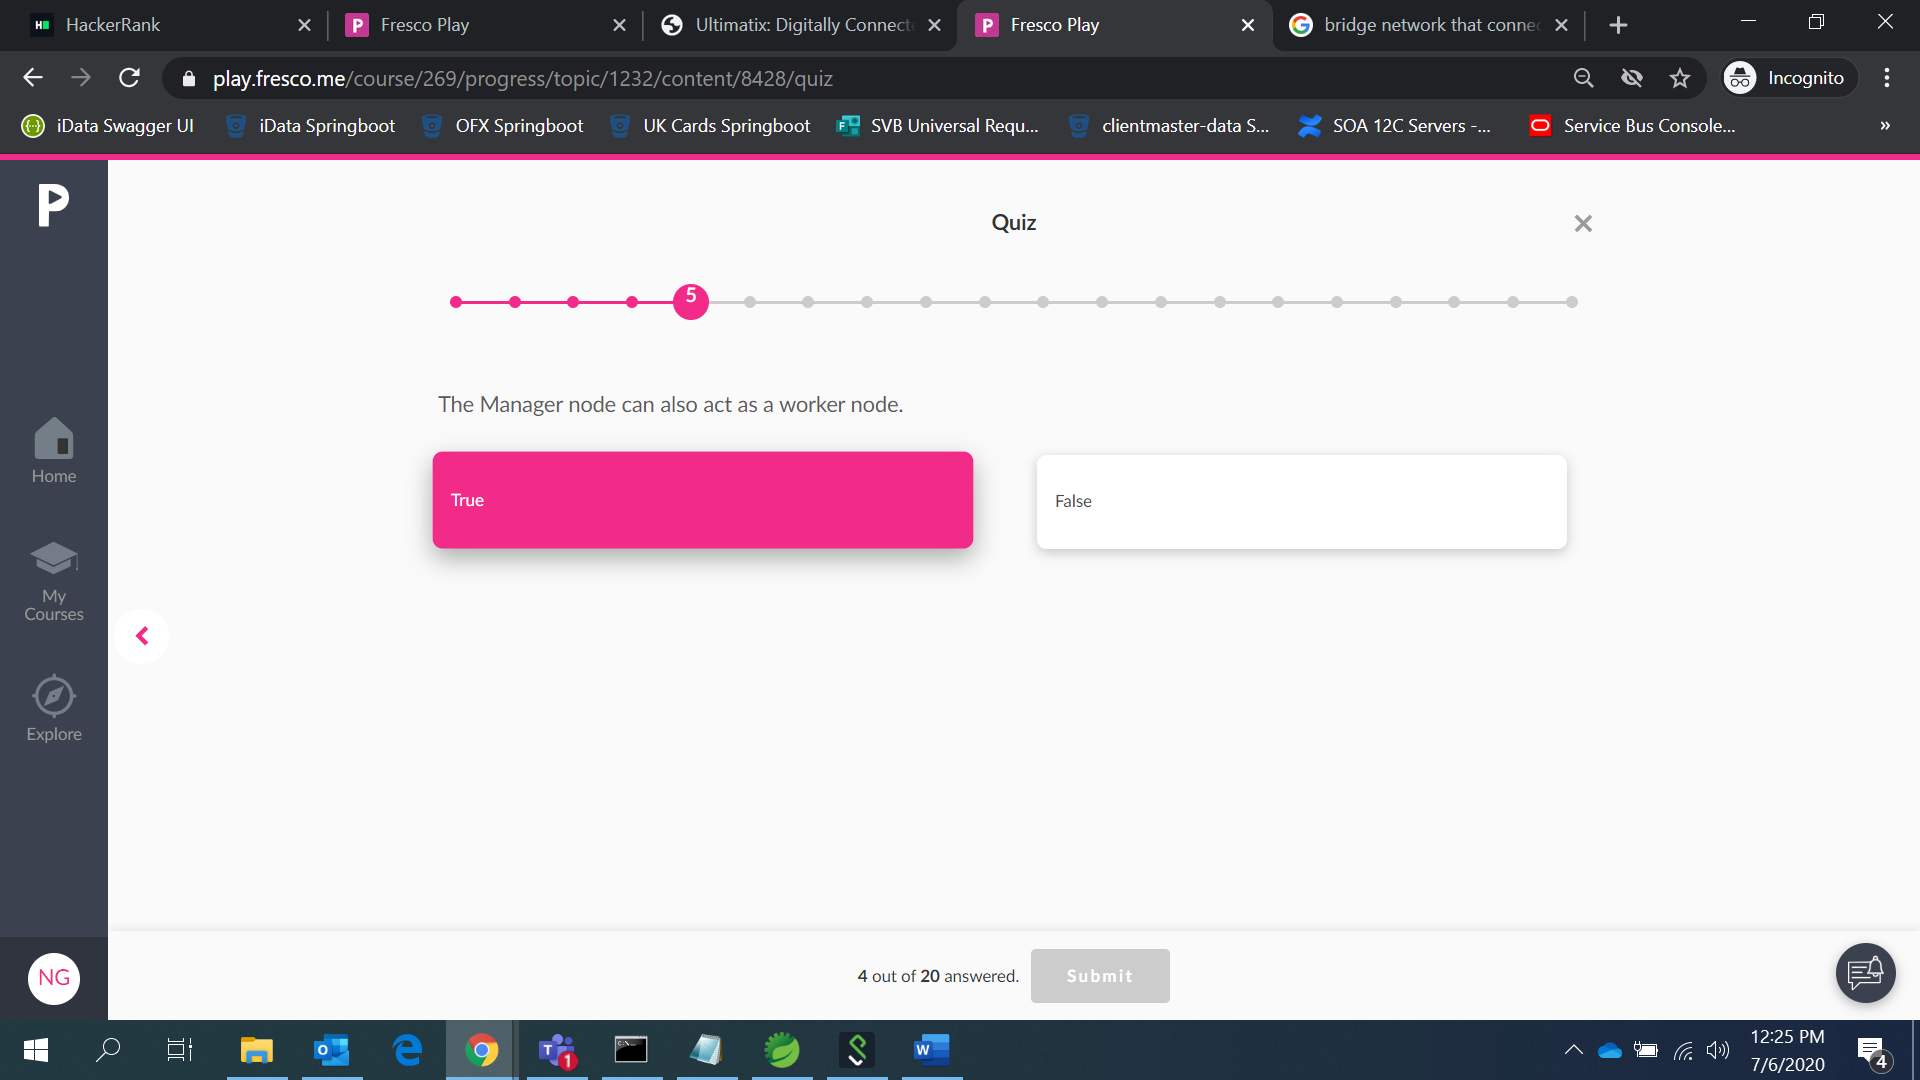 HackerRank
Fresco Play
Ultimatix: Digitally Connect
Fresco Play
bridge network that connec
play.fresco.me/course/269/progress/topic/1232/content/8428/quiz
Incognito
iData Swagger UI
iData Springboot
OFX Springboot
UK Cards Springboot
SVB Universal Requ...
clientmaster-data S...
SOA 12C Servers -...
Service Bus Console...
»
Quiz
5
The Manager node can also act as a worker node.
True
False
Home
My
Courses
Explore
NG
4 out of 20 answered.
Submit
12:25 PM
7/6/2020
1
4